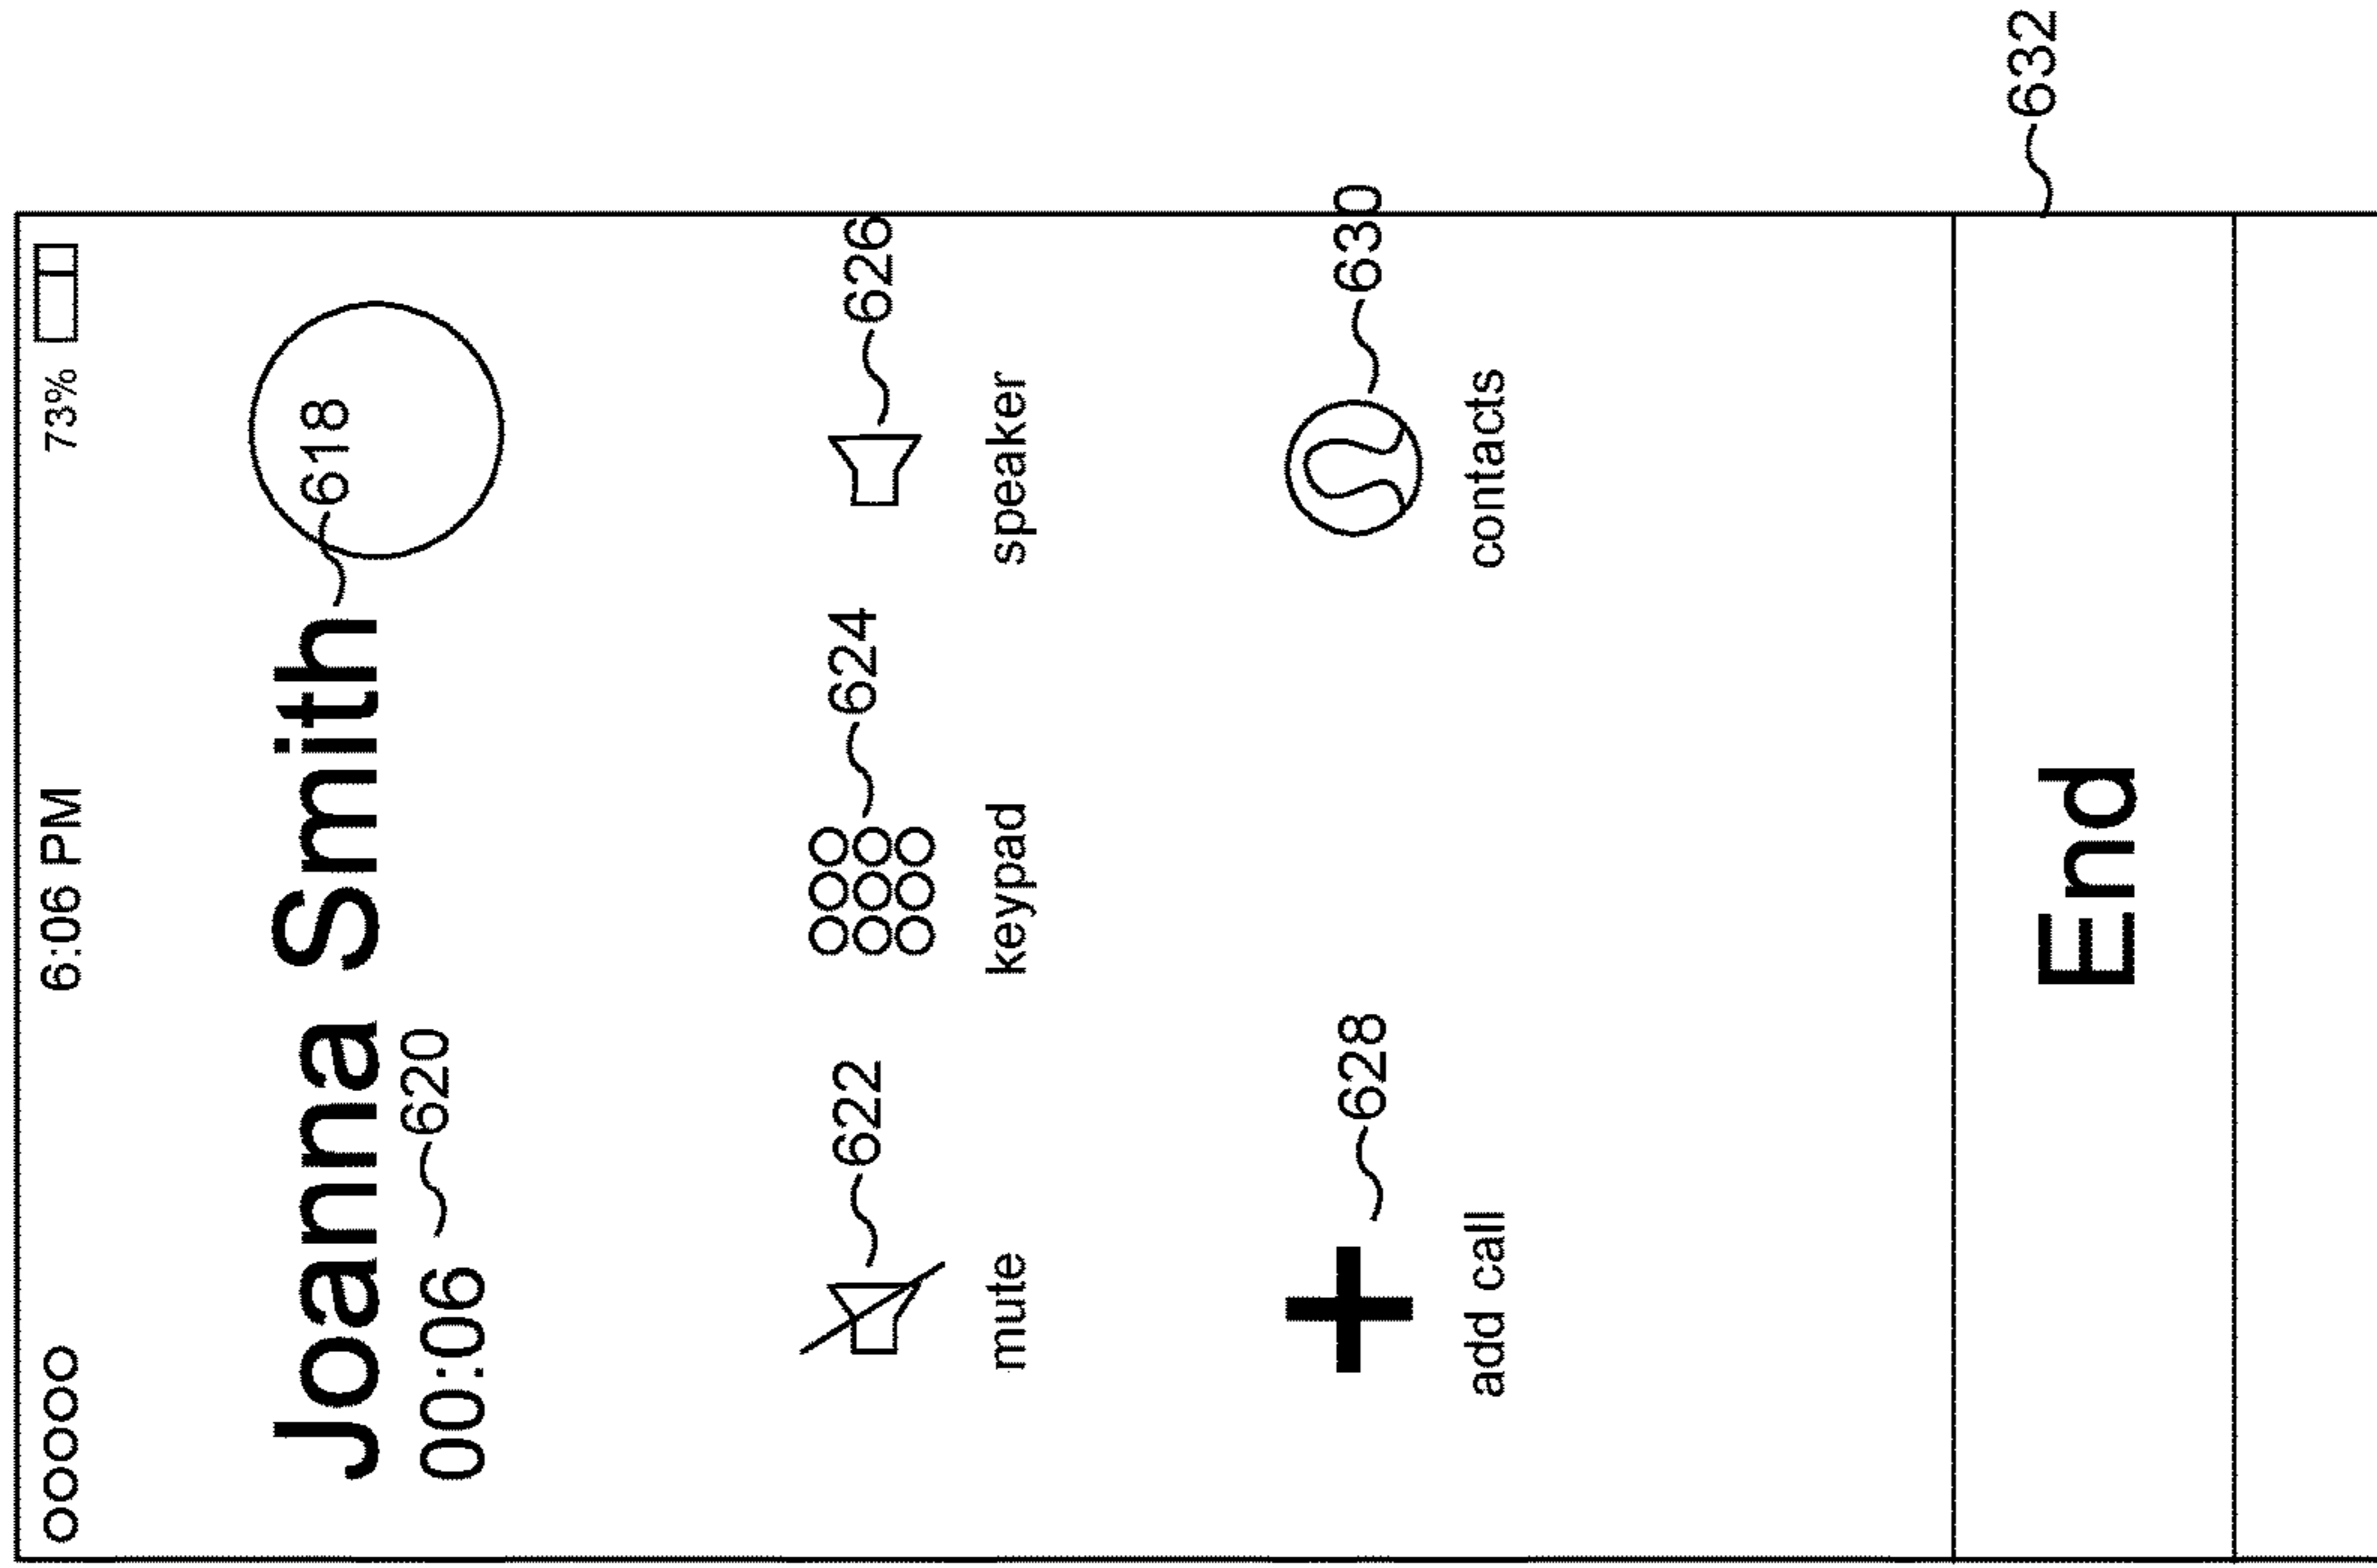 6:06 PM 73%
Joanna Smith 618
00:06 620
622 624 626
mute keypad speaker
628 630
add call contacts
632
End